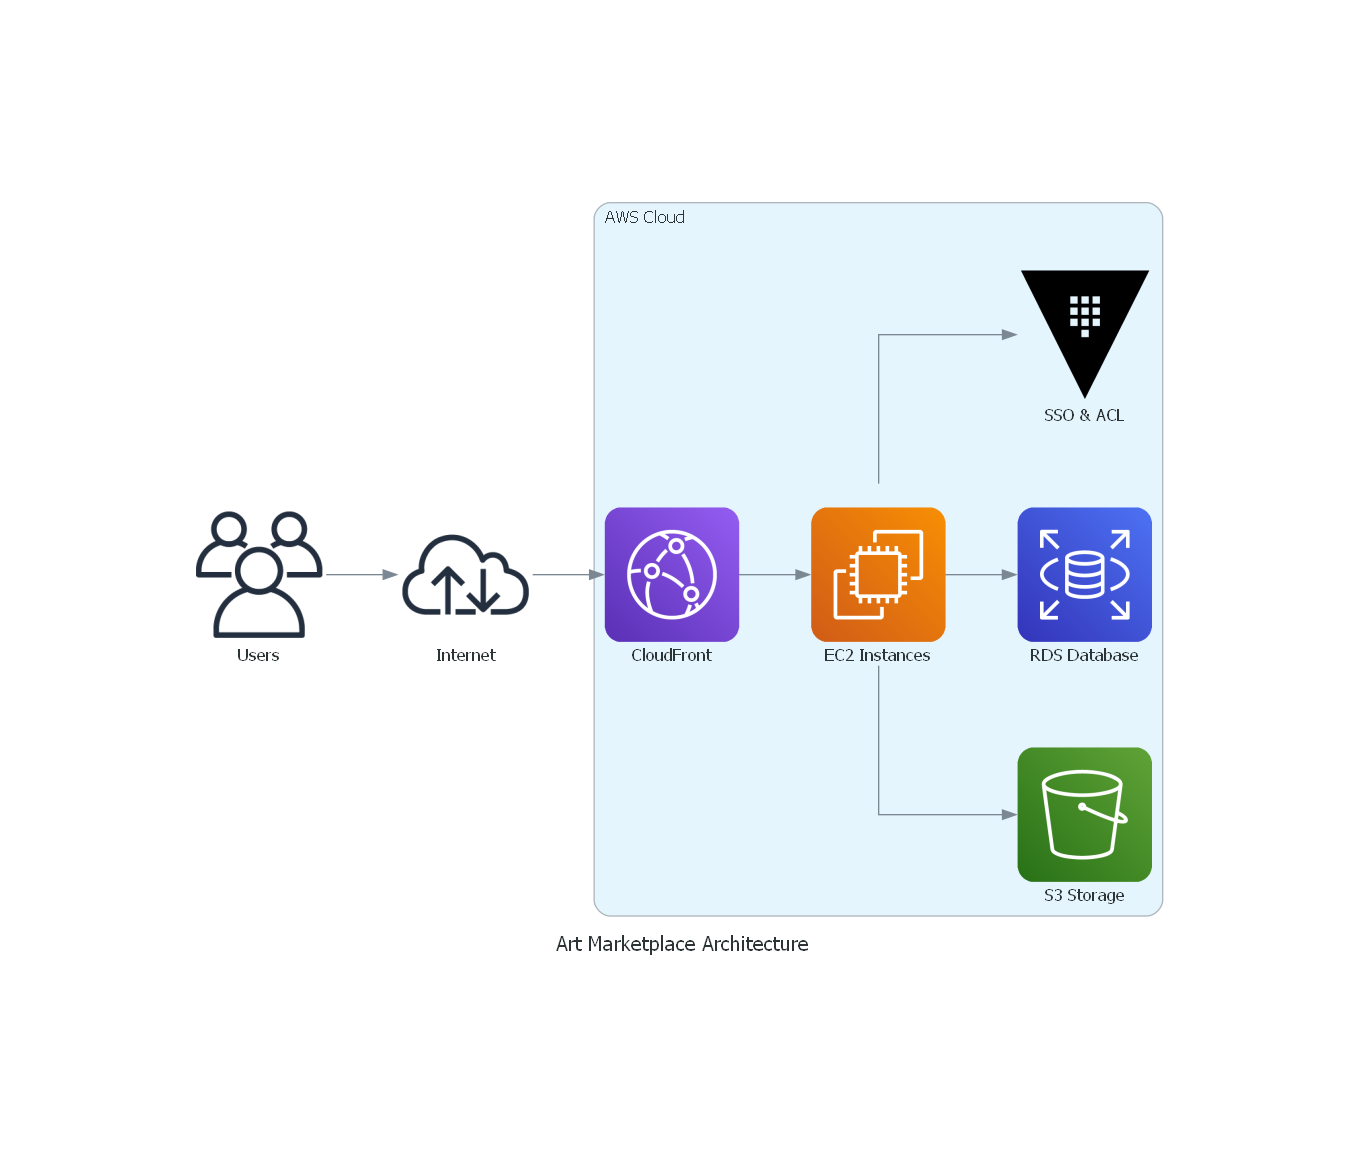 AWS Cloud
SSO & ACL
Users
Internet
CloudFront
EC2 Instances
RDS Database
S3 Storage
Art Marketplace Architecture